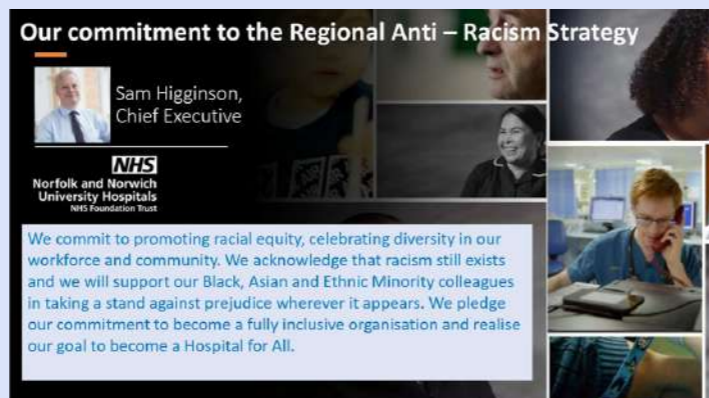 Our commitment to the Regional Anti – Racism Strategy
Sam Higginson,
Chief Executive
NHS
Norfolk and Norwich
University Hospitals
NHS Foundation Trust
We commit to promoting racial equity, celebrating diversity in our
workforce and community. We acknowledge that racism still exists
and we will support our Black, Asian and Ethnic Minority colleagues
in taking a stand against prejudice wherever it appears. We pledge
our commitment to become a fully inclusive organisation and realise
our goal to become a Hospital for All.